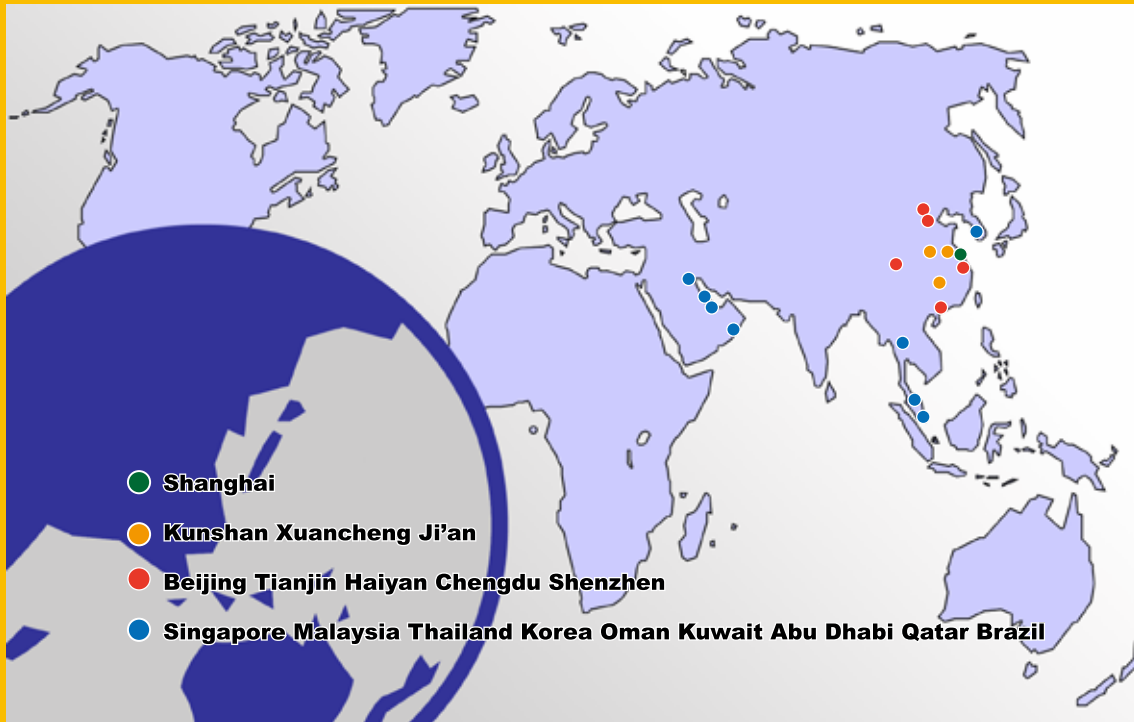 Shanghai
Kunshan Xuancheng Ji’an
Beijing Tianjin Haiyan Chengdu Shenzhen
Singapore Malaysia Thailand Korea Oman Kuwait Abu Dhabi Qatar Brazil